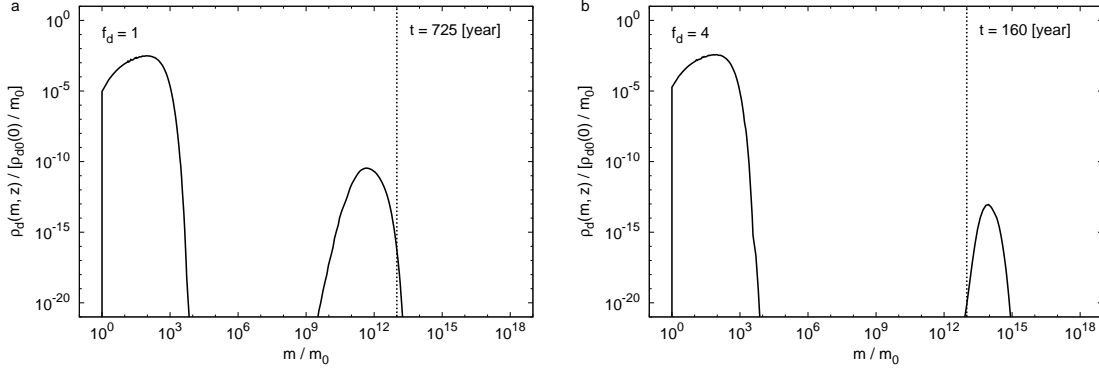 a
f_d = 1
t = 725 [year]
ρ_d(m, z) / [ρ_d0(0) / m_0]
10^0
10^-5
10^-10
10^-15
10^-20
10^0 10^3 10^6 10^9 10^12 10^15 10^18
m / m_0
b
f_d = 4
t = 160 [year]
ρ_d(m, z) / [ρ_d0(0) / m_0]
10^0
10^-5
10^-10
10^-15
10^-20
10^0 10^3 10^6 10^9 10^12 10^15 10^18
m / m_0